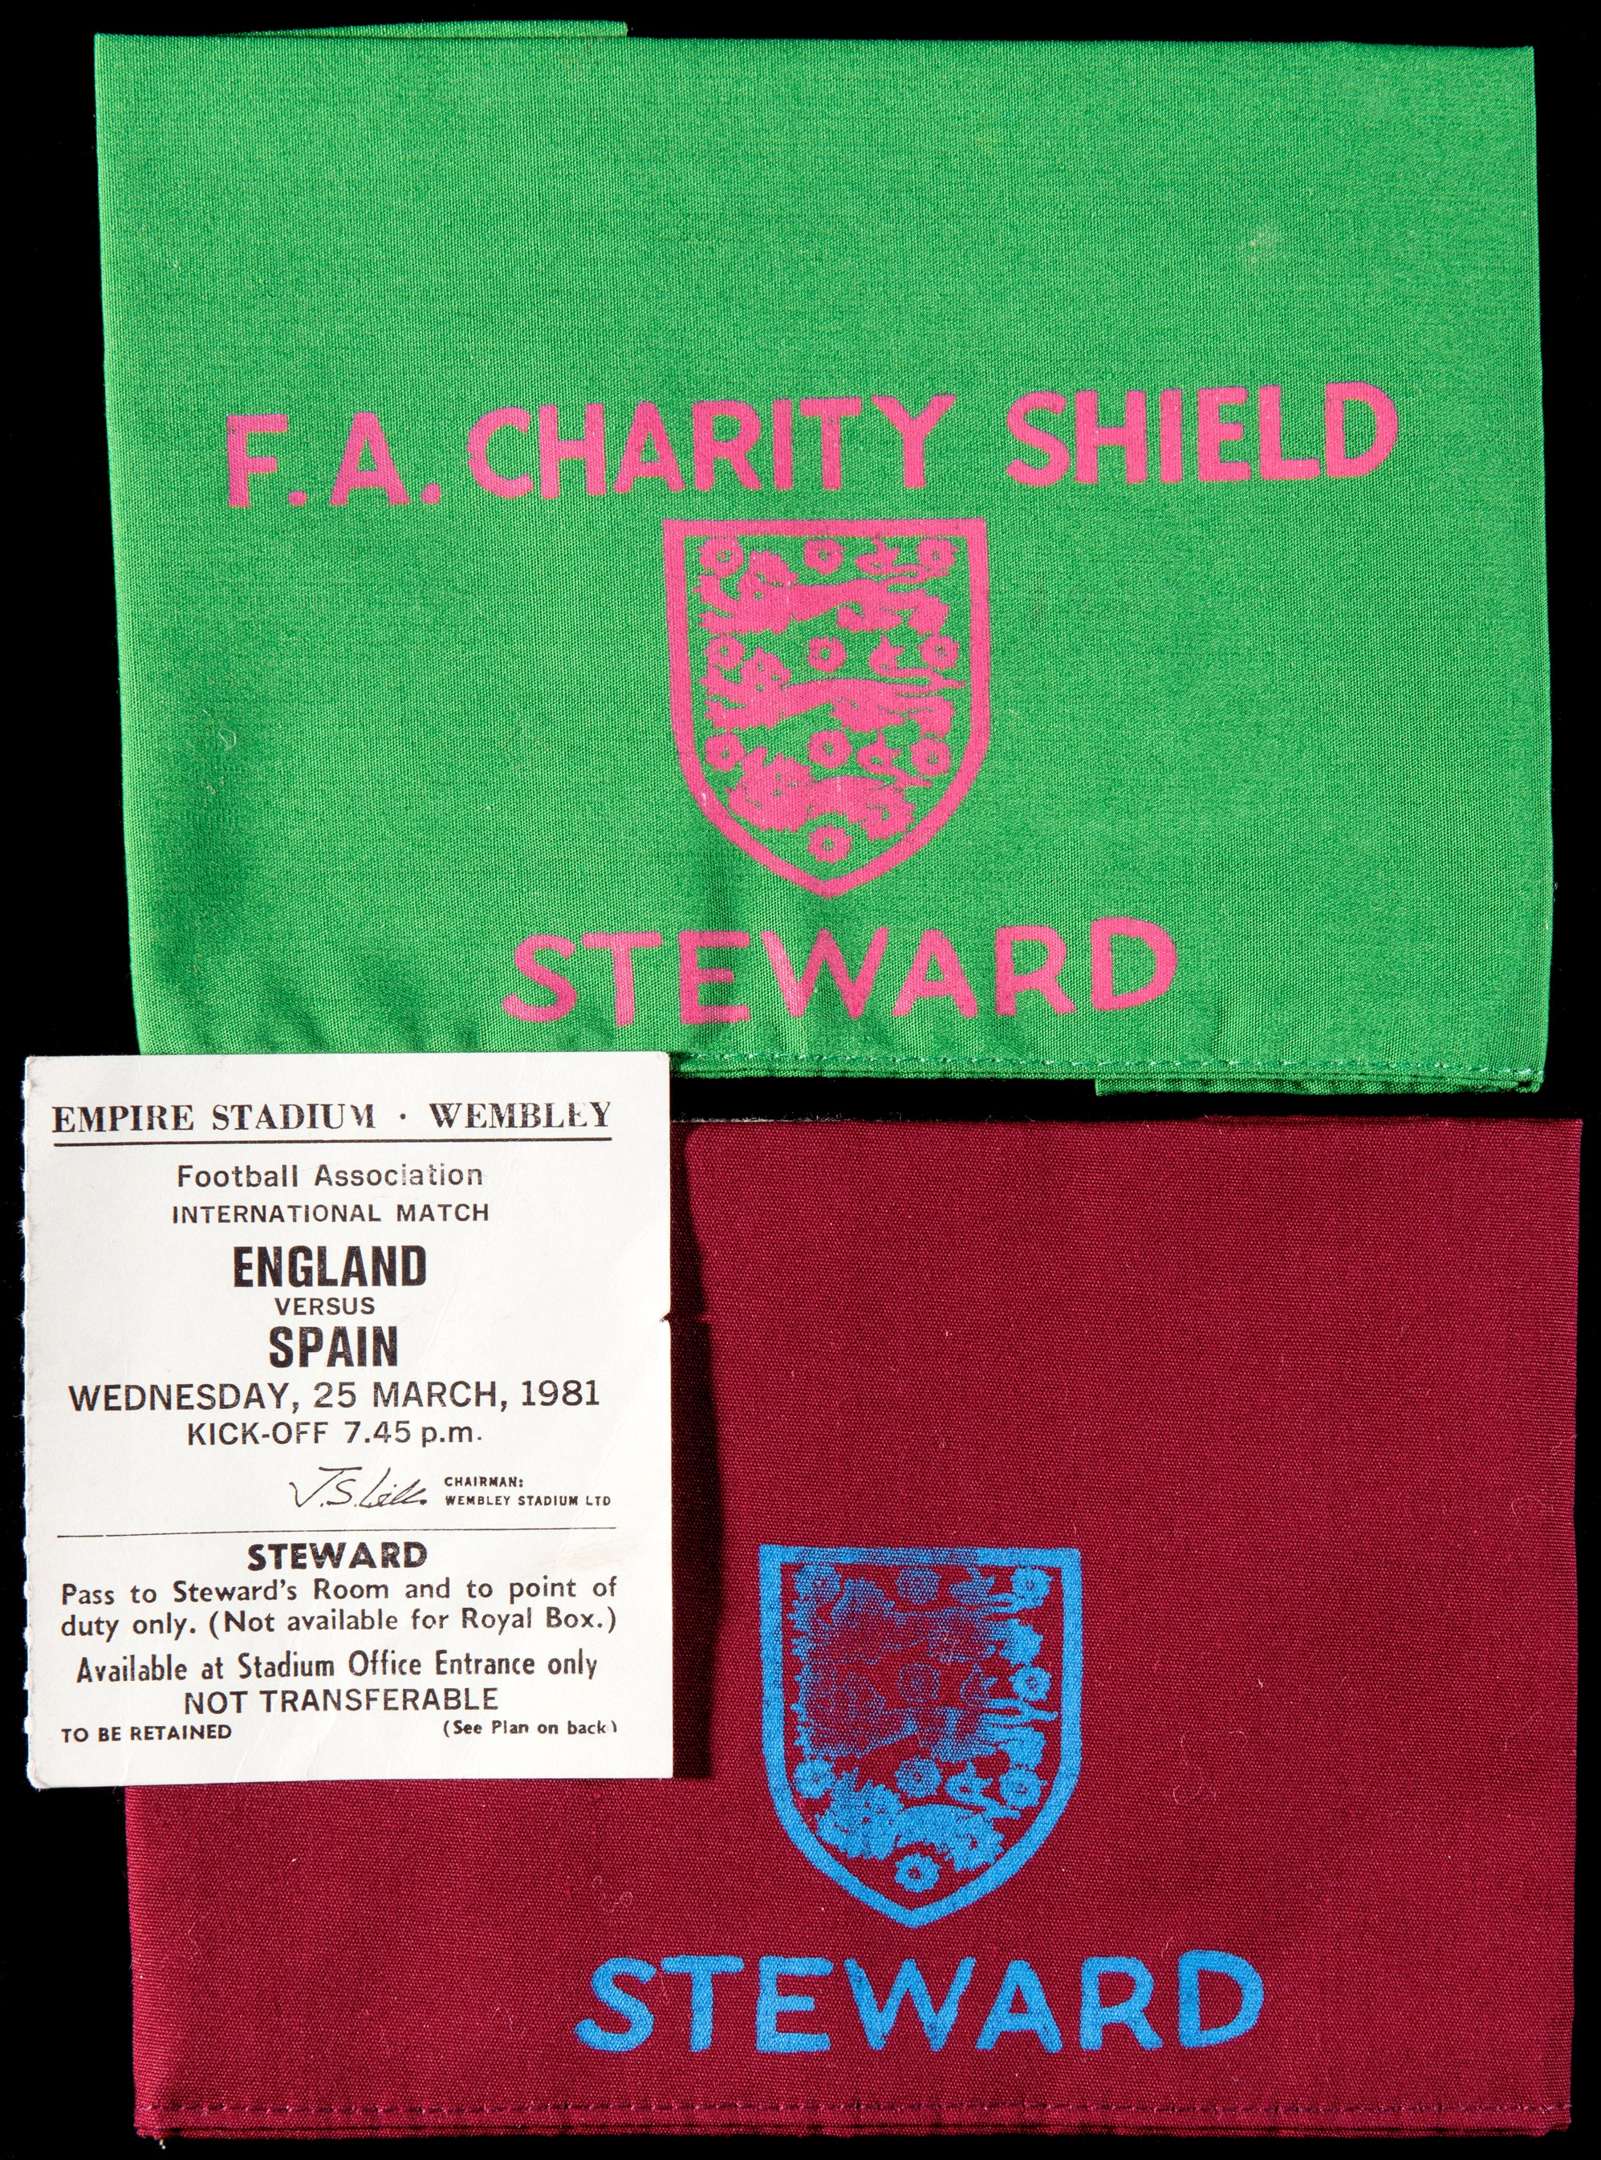 F.A. CHARITY SHIELD
STEWARD
EMPIRE STADIUM · WEMBLEY
Football Association
INTERNATIONAL MATCH
ENGLAND
VERSUS
SPAIN
WEDNESDAY, 25 MARCH, 1981
KICK-OFF 7.45 p.m.
J.S. CHAIRMAN:
WEMBLEY STADIUM LTD
STEWARD
Pass to Steward's Room and to point of
duty only. (Not available for Royal Box.)
Available at Stadium Office Entrance only
NOT TRANSFERABLE
TO BE RETAINED (See Plan on back)
STEWARD